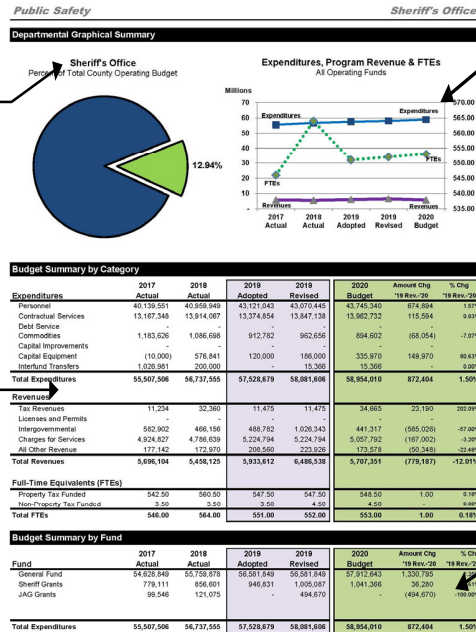 Public Safety Sheriff's Office
Departmental Graphical Summary
Sheriff's Office
Percent of Total County Operating Budget
12.94%
Expenditures, Program Revenue & FTEs
All Operating Funds
Millions
70 570.00
60 565.00
50 560.00
40 555.00
30 550.00
20 545.00
10 540.00
- 535.00
Expenditures Expenditures
FTEs FTEs
Revenues Revenues
2017 2018 2019 2019 2020
Actual Actual Adopted Revised Budget
Budget Summary by Category
2017 2018 2019 2019 2020 Amount Chg % Chg
Expenditures Actual Actual Adopted Revised Budget '19 Rev.-'20 '19 Rev.-'20
Personnel 40,139,551 40,959,949 43,121,043 43,070,445 43,745,340 674,894 1.57%
Contractual Services 13,167,348 13,914,067 13,374,854 13,847,138 13,962,732 115,594 0.83%
Debt Service - - - - - -
Commodities 1,183,626 1,086,698 912,782 962,656 894,602 (68,054) -7.07%
Capital Improvements - - - - - -
Capital Equipment (10,000) 576,841 120,000 186,000 335,970 149,970 80.63%
Interfund Transfers 1,026,981 200,000 - 15,366 15,366 - 0.00%
Total Expenditures 55,507,506 56,737,555 57,528,679 58,081,606 58,954,010 872,404 1.50%
Revenues
Tax Revenues 11,234 32,360 11,475 11,475 34,665 23,190 202.09%
Licenses and Permits - - - - - -
Intergovernmental 582,902 466,156 488,782 1,026,343 441,317 (585,026) -57.00%
Charges for Services 4,924,827 4,786,639 5,224,794 5,224,794 5,057,792 (167,002) -3.20%
All Other Revenue 177,142 172,970 208,560 223,926 173,578 (50,348) -22.48%
Total Revenues 5,696,104 5,458,125 5,933,612 6,486,538 5,707,351 (779,187) -12.01%
Full-Time Equivalents (FTEs)
Property Tax Funded 542.50 560.50 547.50 547.50 548.50 1.00 0.18%
Non-Property Tax Funded 3.50 3.50 3.50 4.50 4.50 - 0.00%
Total FTEs 546.00 564.00 551.00 552.00 553.00 1.00 0.18%
Budget Summary by Fund
2017 2018 2019 2019 2020 Amount Chg % Chg
Fund Actual Actual Adopted Revised Budget '19 Rev.-'20 '19 Rev.-'20
General Fund 54,628,849 55,759,878 56,581,849 56,581,849 57,912,643 1,330,795
Sheriff Grants 779,111 856,601 946,831 1,005,087 1,041,366 36,280
JAG Grants 99,546 121,075 - 494,670 - (494,670) -100.00%
Total Expenditures 55,507,506 56,737,555 57,528,679 58,081,606 58,954,010 872,404 1.50%